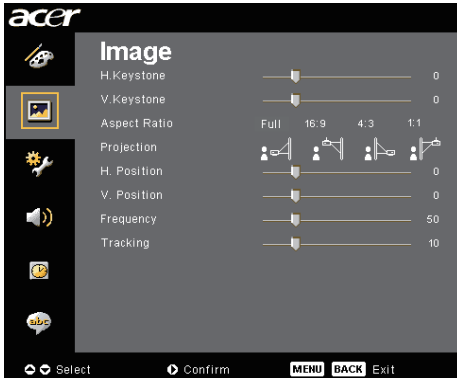 acer
Image
H.Keystone 0
V.Keystone 0
Aspect Ratio Full 16:9 4:3 1:1
Projection
H. Position 0
V. Position 0
Frequency 50
Tracking 10
abc
Select Confirm MENU BACK Exit